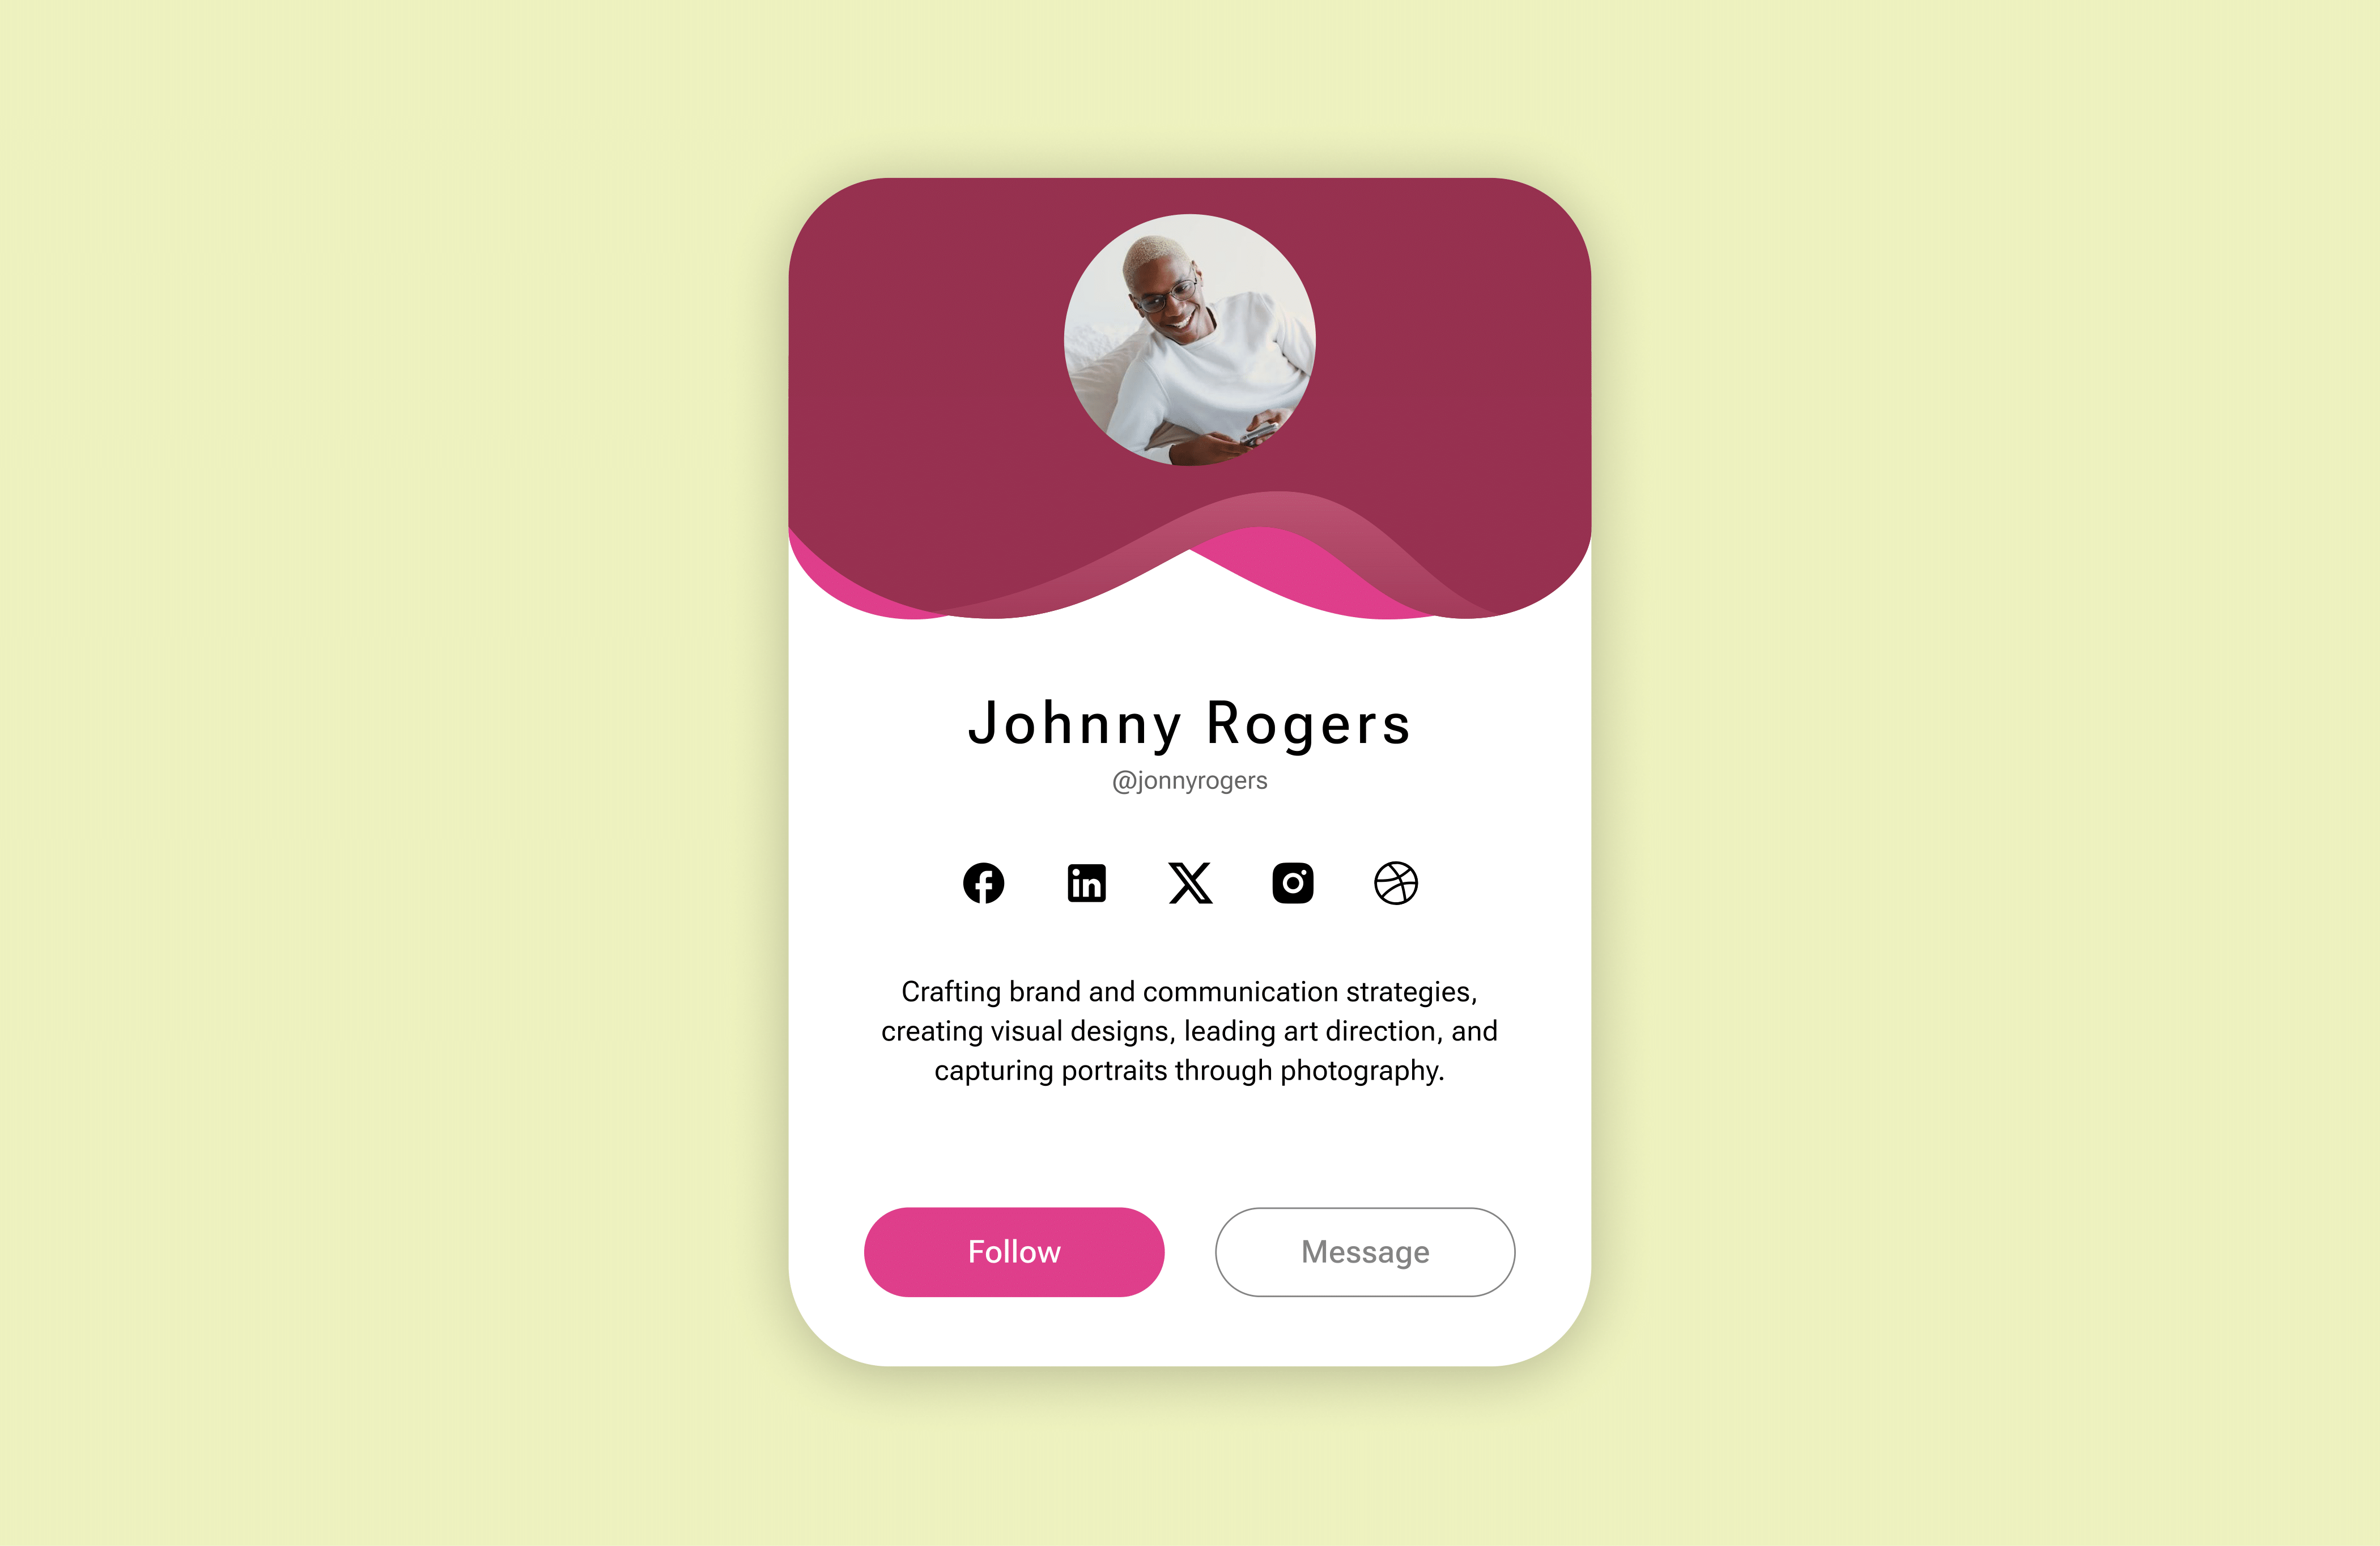 Johnny Rogers
@jonnyrogers
Crafting brand and communication strategies,
creating visual designs, leading art direction, and
capturing portraits through photography.
Follow
Message